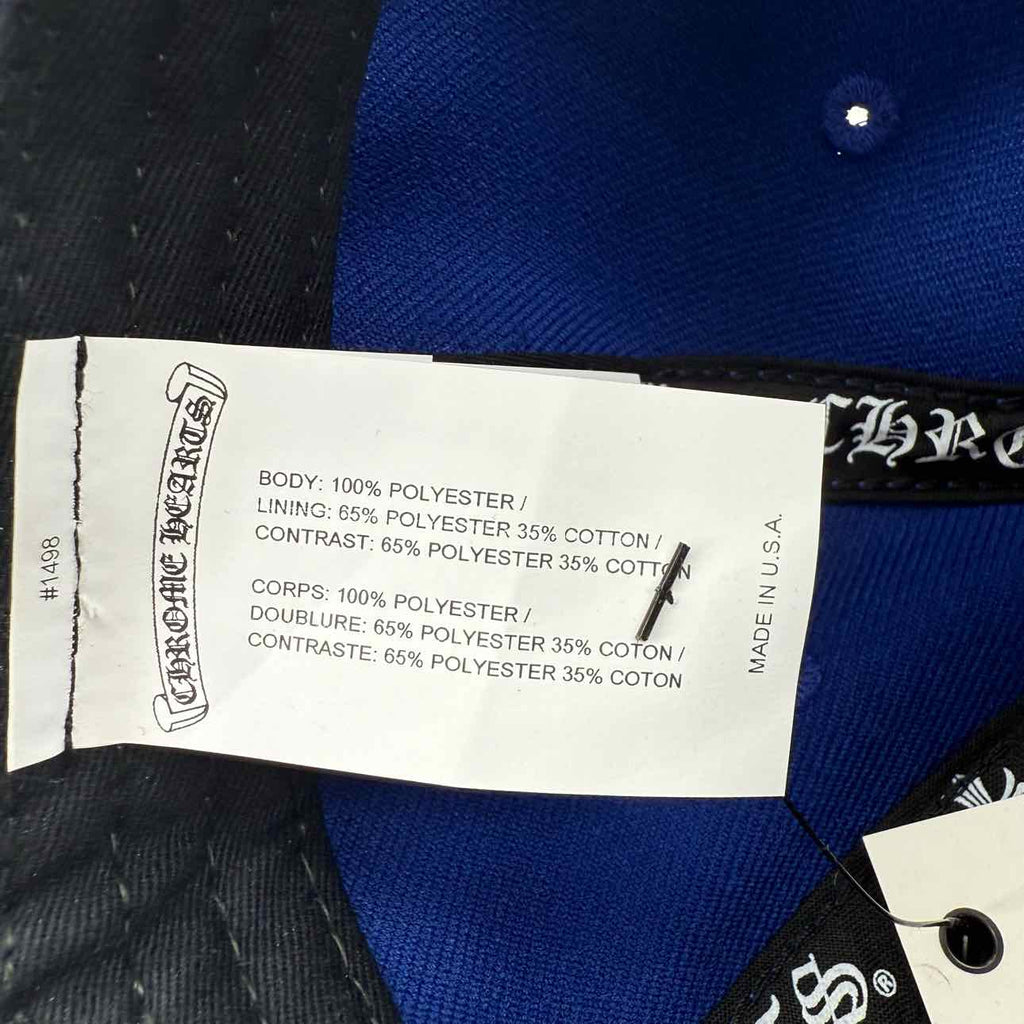 CHROME HEARTS
#1498
BODY: 100% POLYESTER /
LINING: 65% POLYESTER 35% COTTON /
CONTRAST: 65% POLYESTER 35% COTTON
CORPS: 100% POLYESTER /
DOUBLURE: 65% POLYESTER 35% COTON /
CONTRASTE: 65% POLYESTER 35% COTON
MADE IN U.S.A.
CHRO
S®